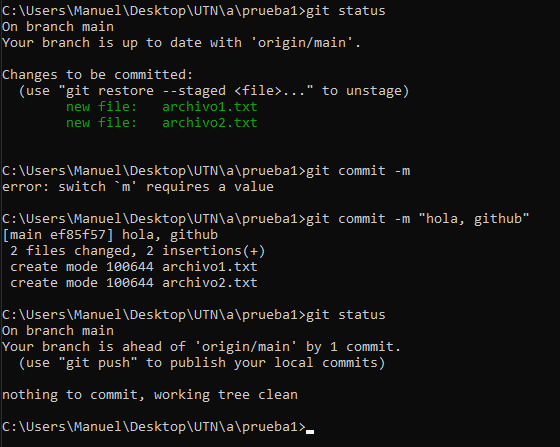 C:\Users\Manuel\Desktop\UTN\a\prueba1>git status
On branch main
Your branch is up to date with 'origin/main'.
Changes to be committed:
  (use "git restore --staged <file>..." to unstage)
        new file:   archivo1.txt
        new file:   archivo2.txt
C:\Users\Manuel\Desktop\UTN\a\prueba1>git commit -m
error: switch `m' requires a value
C:\Users\Manuel\Desktop\UTN\a\prueba1>git commit -m "hola, github"
[main ef85f57] hola, github
 2 files changed, 2 insertions(+)
 create mode 100644 archivo1.txt
 create mode 100644 archivo2.txt
C:\Users\Manuel\Desktop\UTN\a\prueba1>git status
On branch main
Your branch is ahead of 'origin/main' by 1 commit.
  (use "git push" to publish your local commits)
nothing to commit, working tree clean
C:\Users\Manuel\Desktop\UTN\a\prueba1>